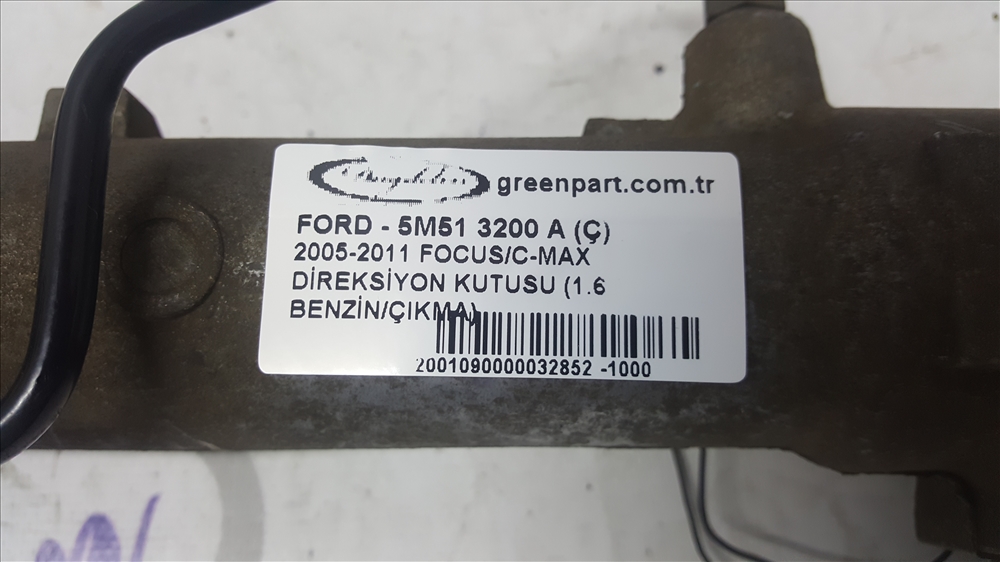 greenpart.com.tr
FORD - 5M51 3200 A (Ç)
2005-2011 FOCUS/C-MAX
DİREKSİYON KUTUSU (1.6
BENZİN/ÇIKMA)
2001090000032852 -1000